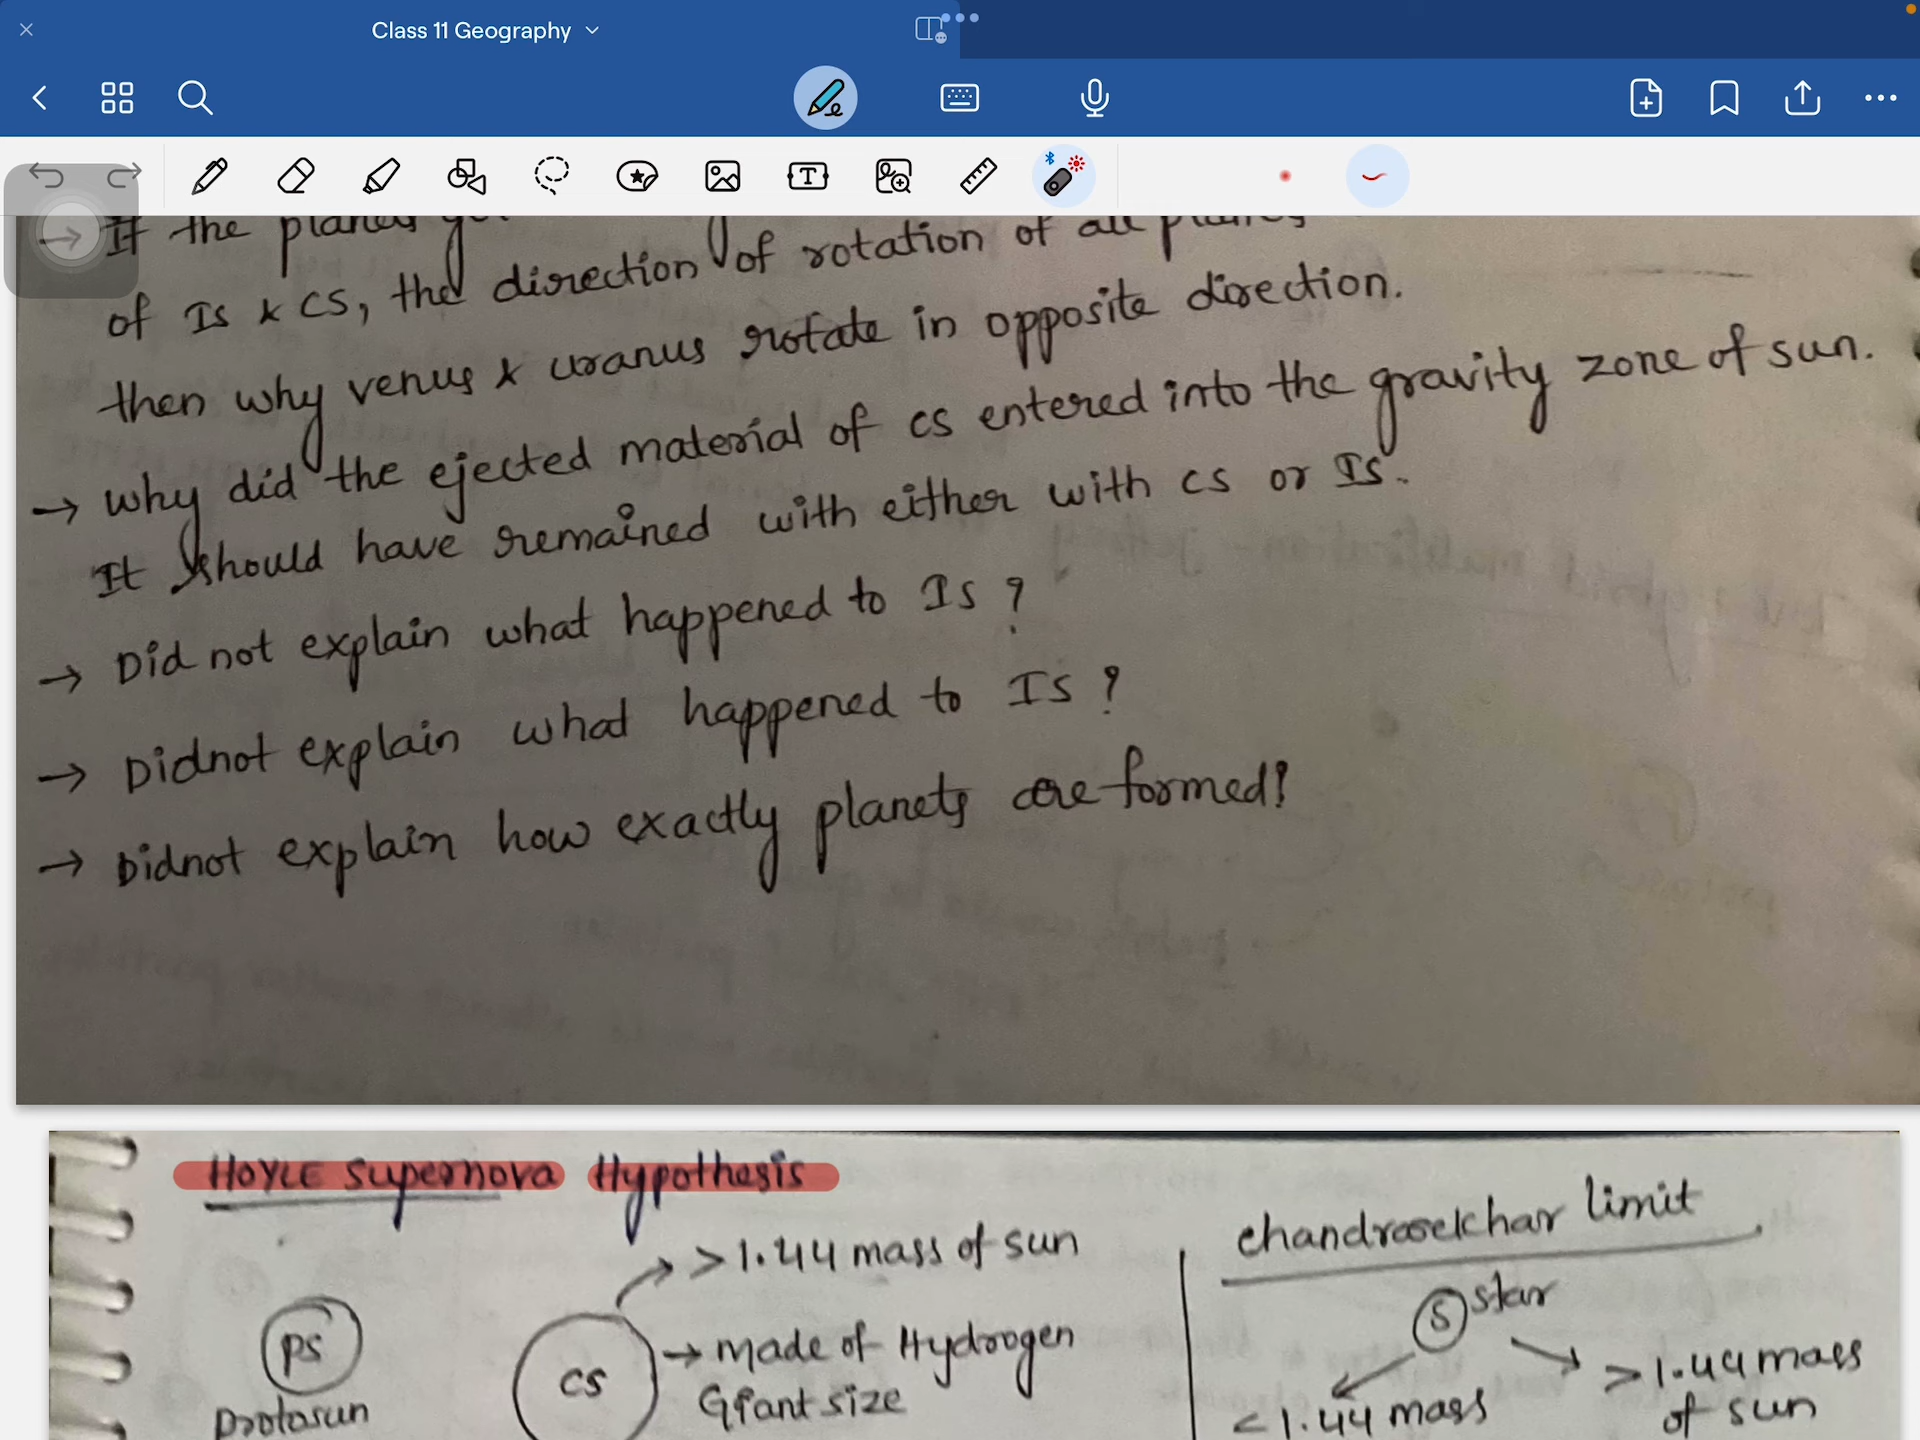 Class 11 Geography
→ If the planets
of Is & CS, the direction of rotation of all planets
then why venus & uranus rotate in opposite direction.
→ why did the ejected material of CS entered into the gravity zone of sun.
It should have remained with either with CS or IS.
→ Did not explain what happened to Is ?
→ Didnot explain what happened to Is ?
→ Didnot explain how exactly planets are formed?
HOYLE Supernova Hypothesis
> 1.44 mass of sun
chandrasekhar limit
S star
PS
CS
→ made of Hydrogen
Giant size
Protosun
> 1.44 mass
of sun
< 1.44 mass